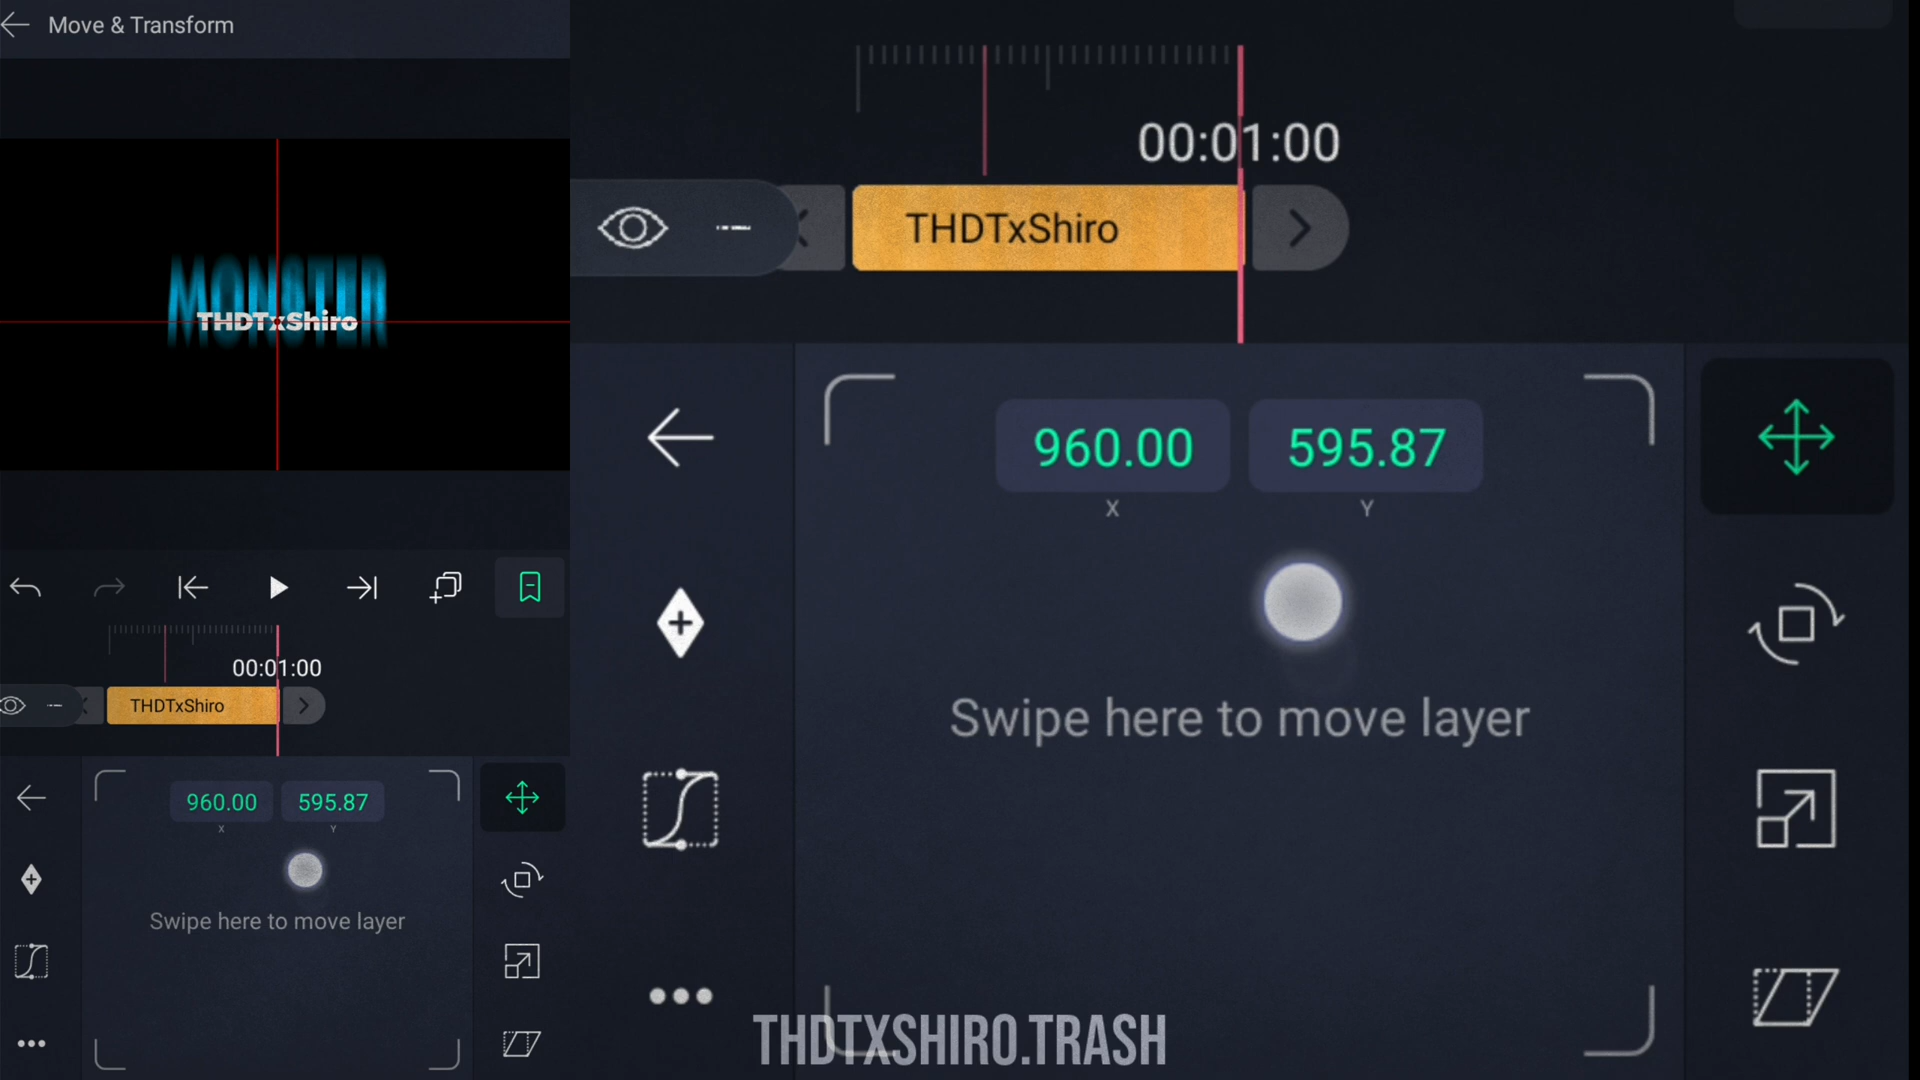 Move & Transform
MONSTER
THDTxShiro
00:01:00
THDTxShiro
960.00 595.87
X Y
Swipe here to move layer
00:01:00
THDTxShiro
960.00 595.87
X Y
Swipe here to move layer
THDTXSHIRO.TRASH